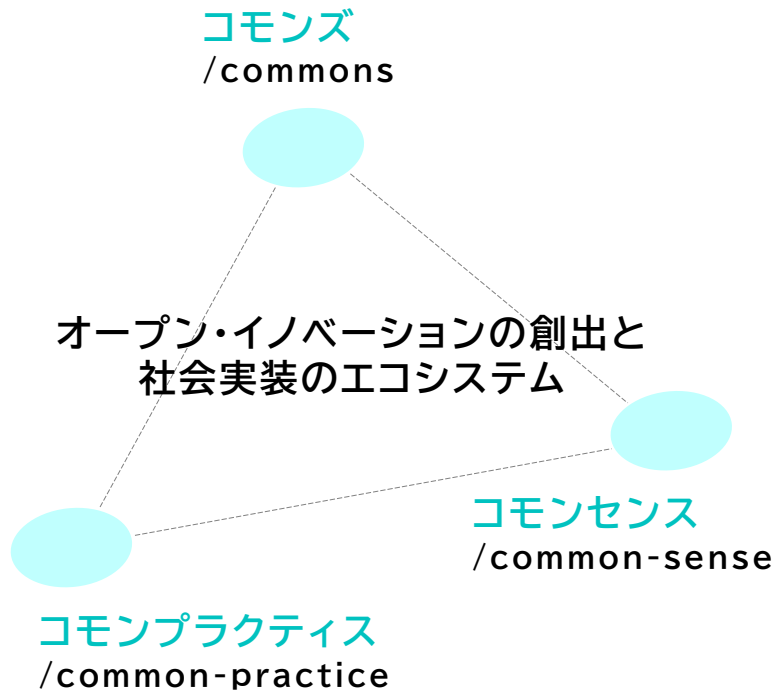 コモンズ
/commons
オープン・イノベーションの創出と
社会実装のエコシステム
コモンセンス
/common-sense
コモンプラクティス
/common-practice